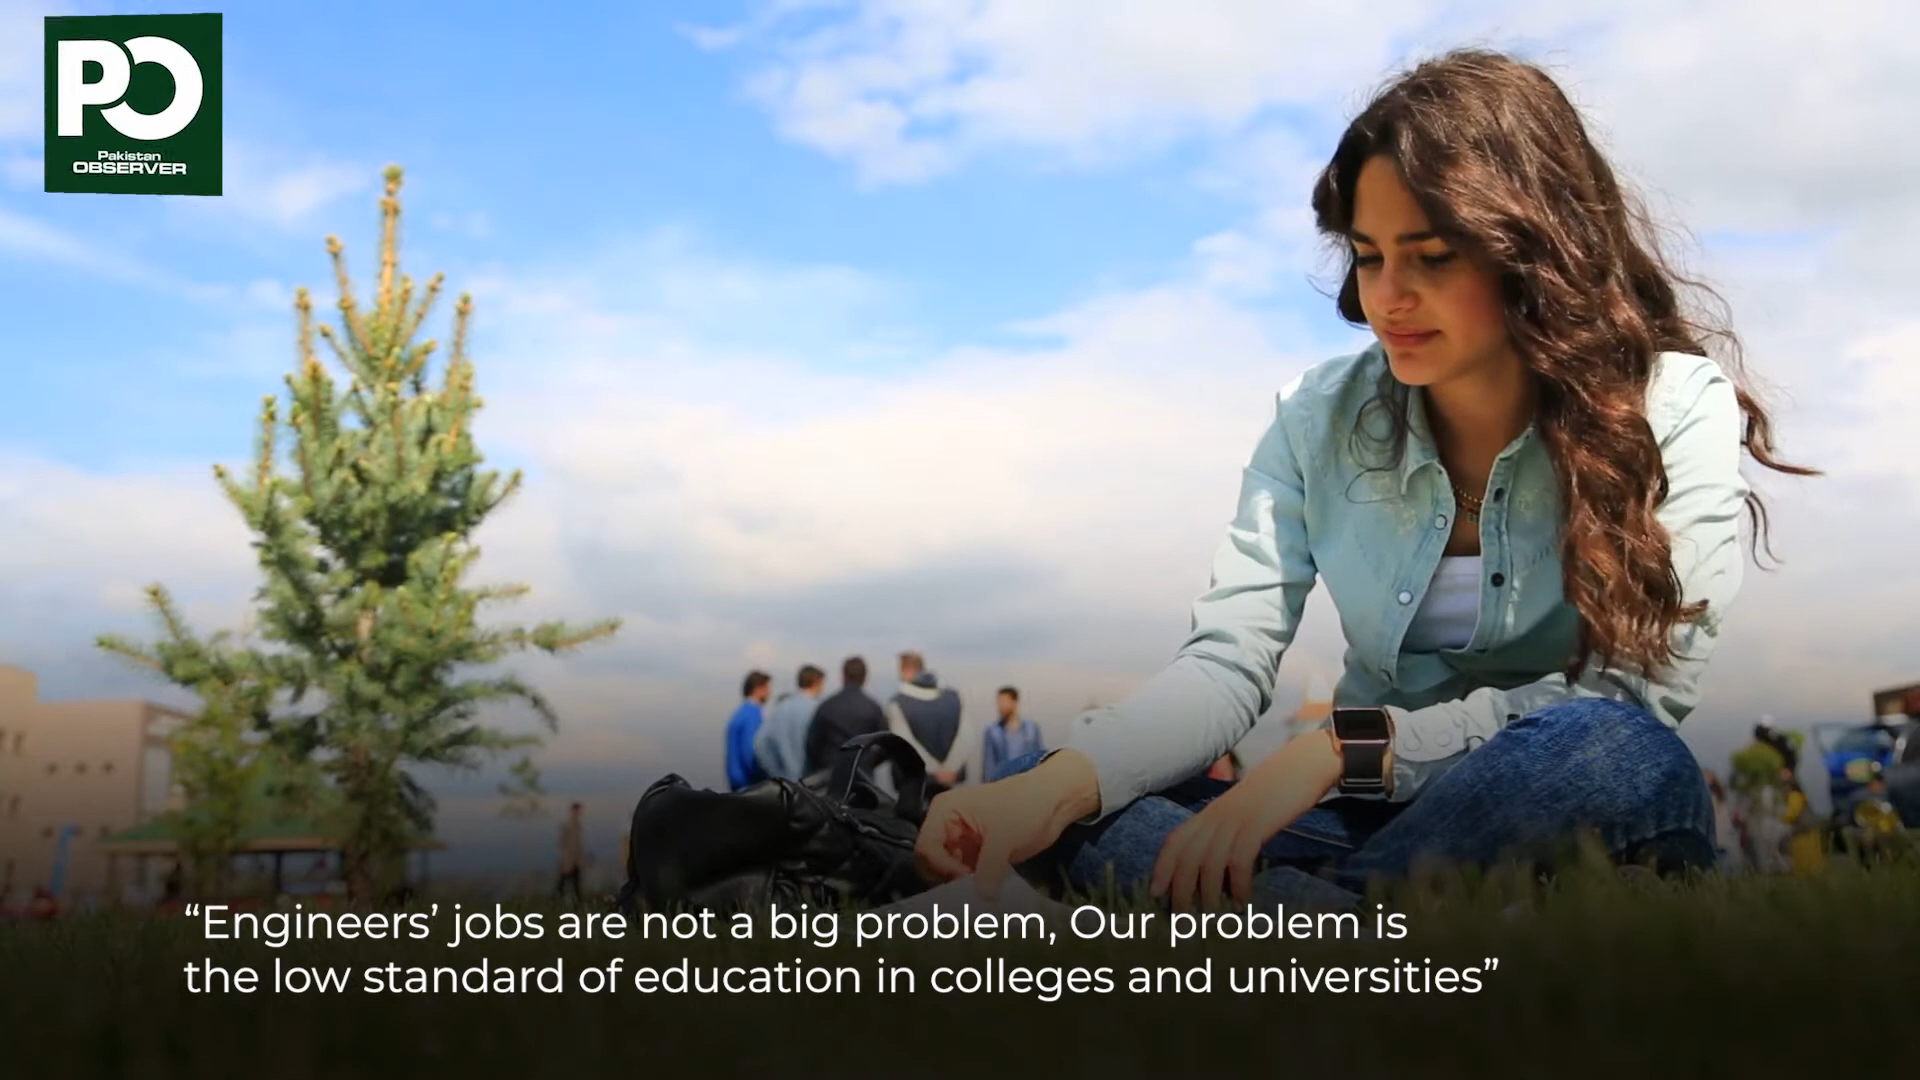 PO
Pakistan
OBSERVER
“Engineers’ jobs are not a big problem, Our problem is
the low standard of education in colleges and universities”